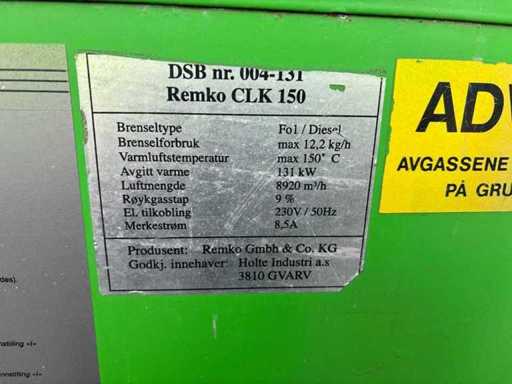 DSB nr. 004-131
Remko CLK 150
Brenseltype Fo1 / Diesel
Brenselforbruk max 12,2 kg/h
Varmluftstemperatur max 150° C
Avgitt varme 131 kW
Luftmengde 8920 m³/h
Røykgasstap 9 %
El. tilkobling 230V / 50Hz
Merkestrøm 8,5A
Produsent: Remko Gmbh & Co. KG
Godkj. innehaver: Holte Industri a.s
3810 GVARV
ADV
AVGASSENE
PÅ GRU